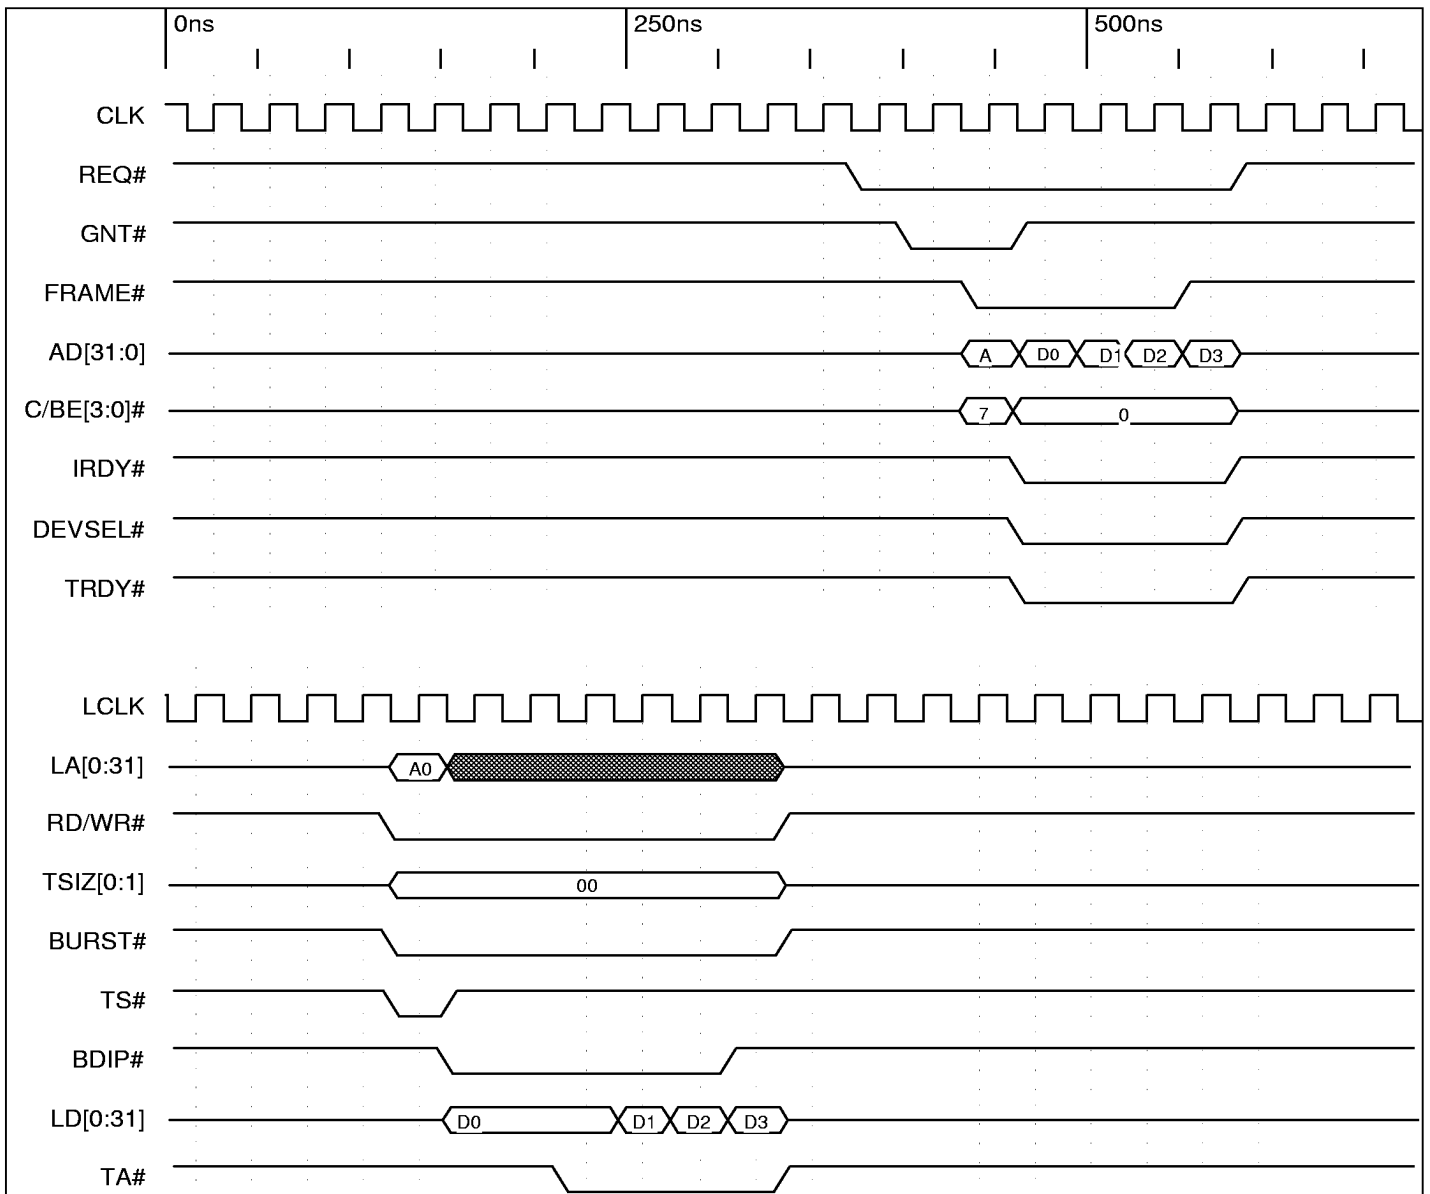 0ns 250ns 500ns
CLK
REQ#
GNT#
FRAME#
AD[31:0] A D0 D1 D2 D3
C/BE[3:0]# 7 0
IRDY#
DEVSEL#
TRDY#
LCLK
LA[0:31] A0
RD/WR#
TSIZ[0:1] 00
BURST#
TS#
BDIP#
LD[0:31] D0 D1 D2 D3
TA#